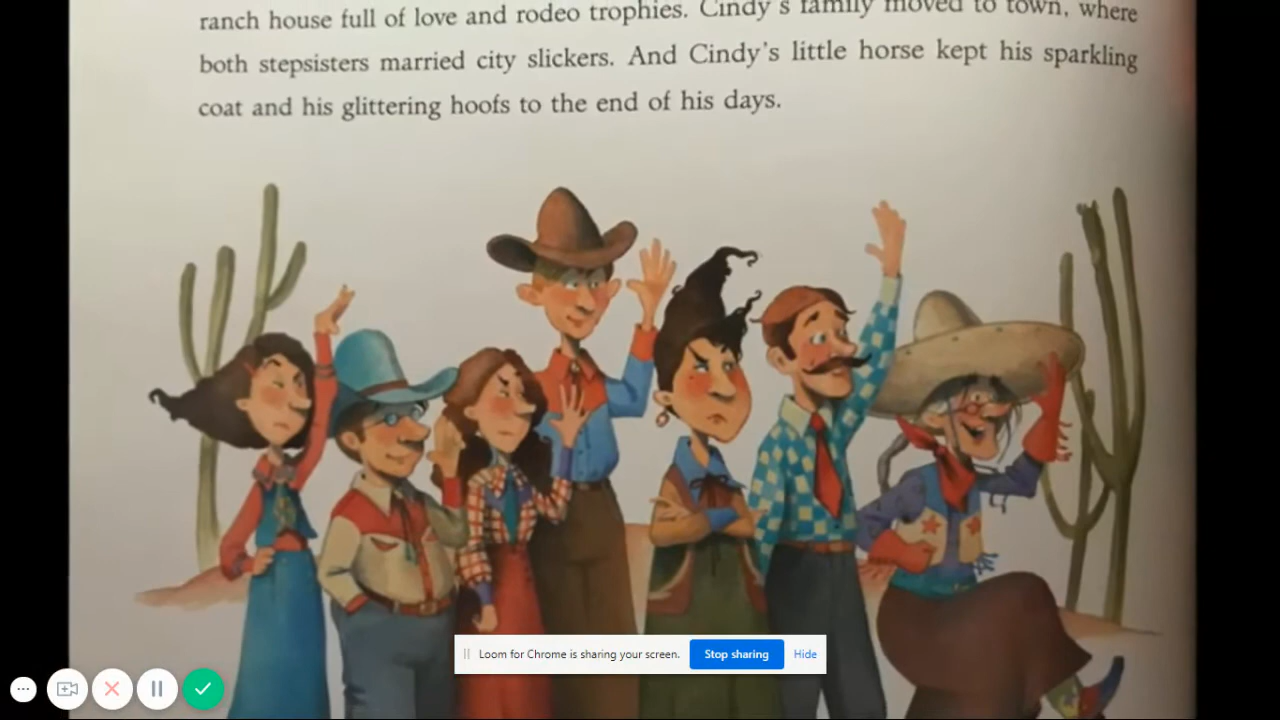 ranch house full of love and rodeo trophies. Cindy's family moved to town, where
both stepsisters married city slickers. And Cindy's little horse kept his sparkling
coat and his glittering hoofs to the end of his days.
Loom for Chrome is sharing your screen. Stop sharing Hide